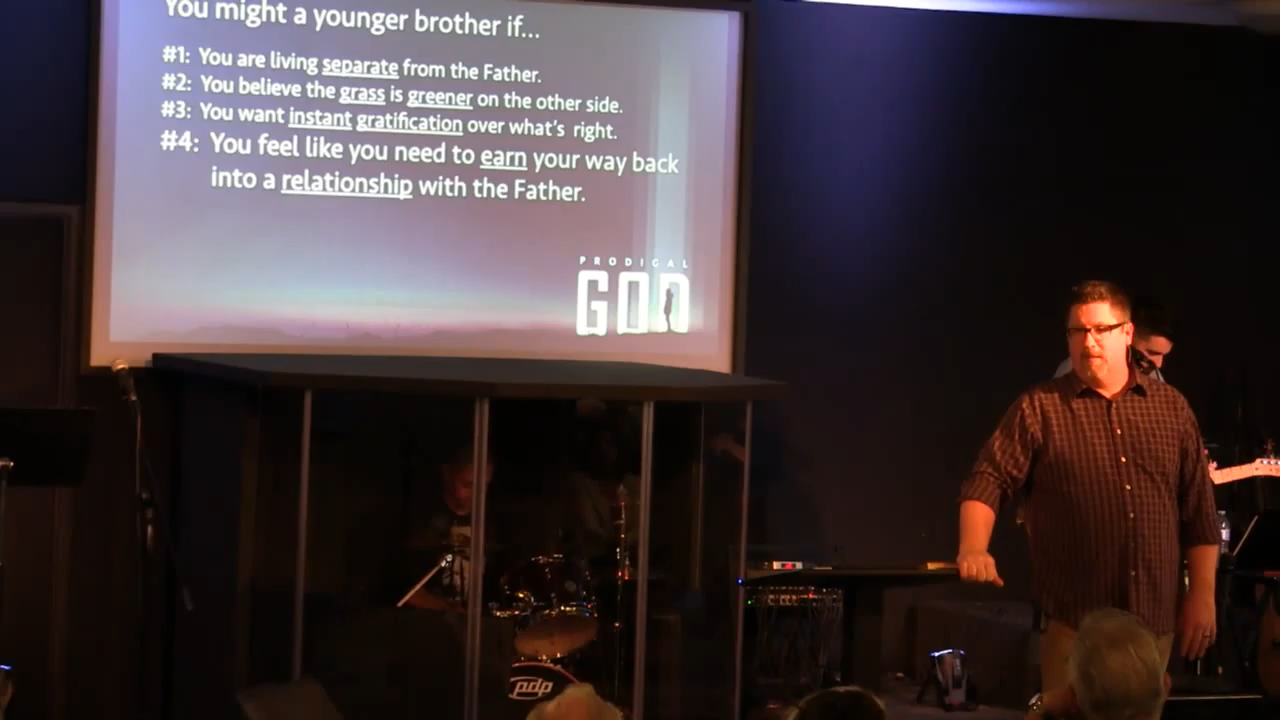 You might a younger brother if...
#1: You are living separate from the Father.
#2: You believe the grass is greener on the other side.
#3: You want instant gratification over what's right.
#4: You feel like you need to earn your way back
into a relationship with the Father.
PRODIGAL
GOD
pdp